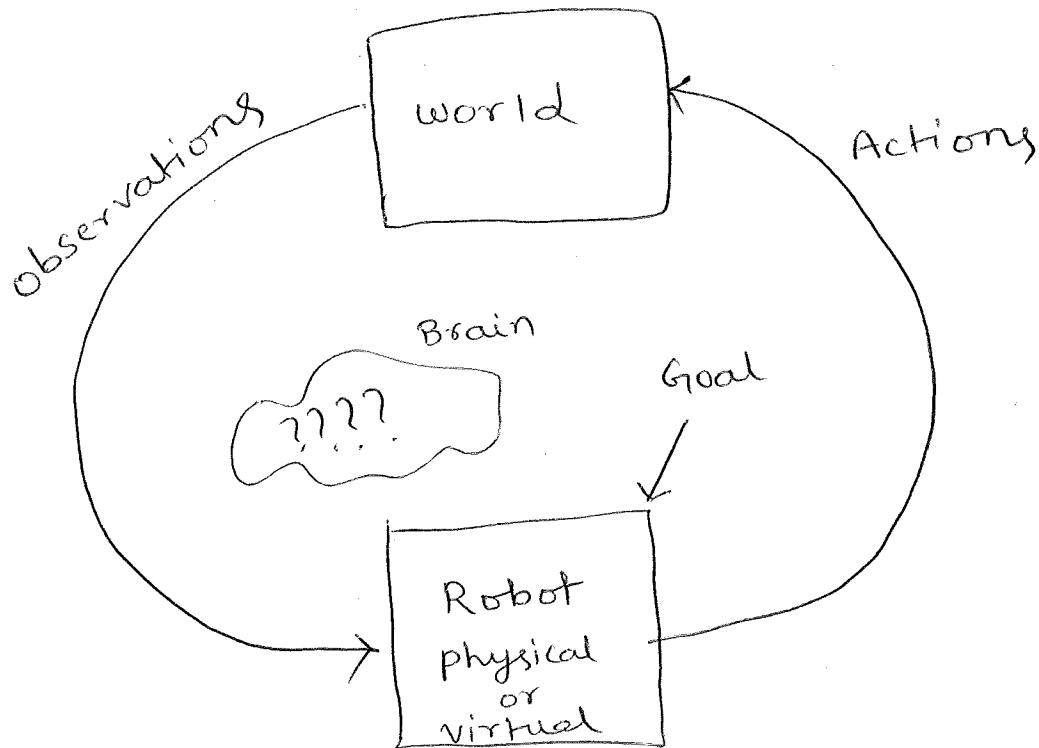 world
Observations
Actions
Brain
????
Goal
Robot
physical
or
virtual